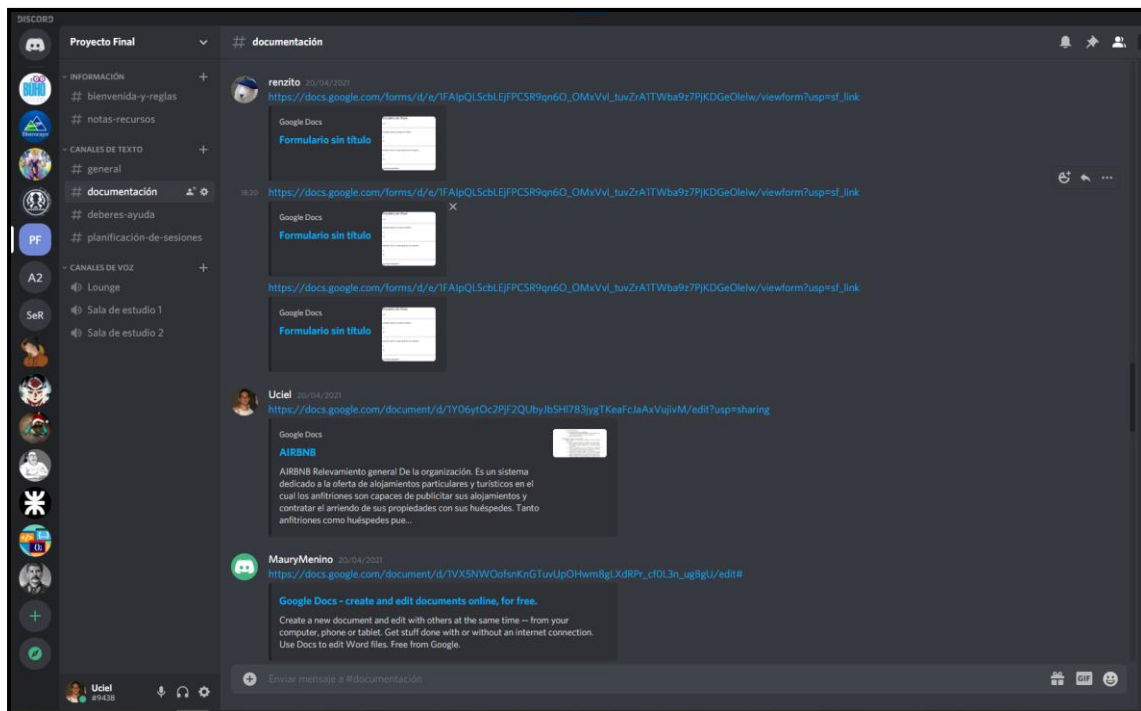 DISCORD
Proyecto Final
# documentación
INFORMACIÓN
# bienvenida-y-reglas
# notas-recursos
CANALES DE TEXTO
# general
# documentación
# deberes-ayuda
# planificación-de-sesiones
CANALES DE VOZ
Lounge
Sala de estudio 1
Sala de estudio 2
BUHO
PF
A2
SeR
Uciel
#9438
renzito 20/04/2021
https://docs.google.com/forms/d/e/1FAIpQLScbLEjFPCSR9qn6O_OMxVvl_tuvZrA1TWba9z7PjKDGeOlelw/viewform?usp=sf_link
Google Docs
Formulario sin título
16:20 https://docs.google.com/forms/d/e/1FAIpQLScbLEjFPCSR9qn6O_OMxVvl_tuvZrA1TWba9z7PjKDGeOlelw/viewform?usp=sf_link
Google Docs
Formulario sin título
https://docs.google.com/forms/d/e/1FAIpQLScbLEjFPCSR9qn6O_OMxVvl_tuvZrA1TWba9z7PjKDGeOlelw/viewform?usp=sf_link
Google Docs
Formulario sin título
Uciel 20/04/2021
https://docs.google.com/document/d/1Y06ytOc2PjF2QUbyJbSHl783jygTKeaFcJaAxVujivM/edit?usp=sharing
Google Docs
AIRBNB
AIRBNB Relevamiento general De la organización. Es un sistema
dedicado a la oferta de alojamientos particulares y turísticos en el
cual los anfitriones son capaces de publicitar sus alojamientos y
contratar el arriendo de sus propiedades con sus huéspedes. Tanto
anfitriones como huéspedes pue...
MauryMenino 20/04/2021
https://docs.google.com/document/d/1VX5NWOofsnKnGTuvUpOHwm8gLXdRPr_cf0L3n_ug8gU/edit#
Google Docs - create and edit documents online, for free.
Create a new document and edit with others at the same time -- from your
computer, phone or tablet. Get stuff done with or without an internet connection.
Use Docs to edit Word files. Free from Google.
Enviar mensaje a #documentación
GIF